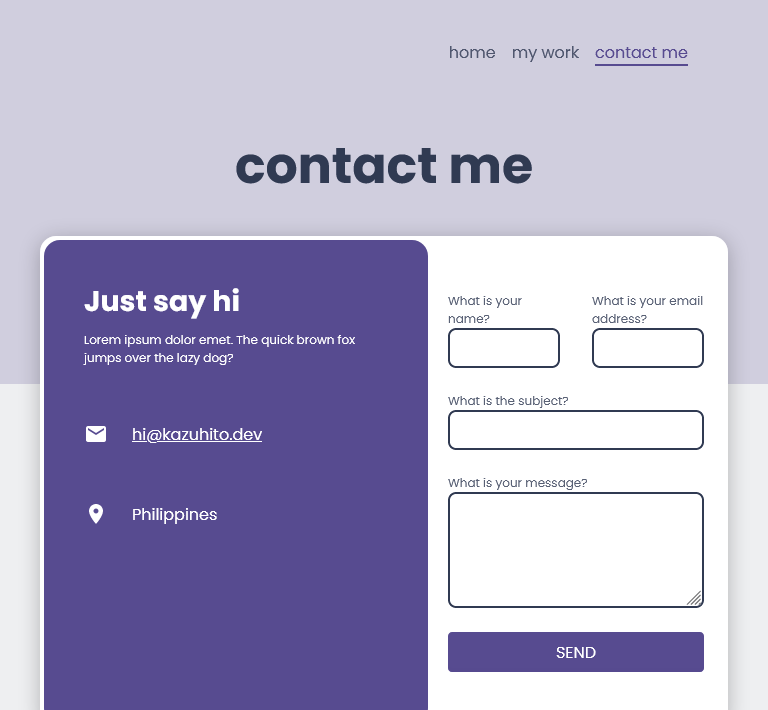 home my work contact me
contact me
Just say hi
Lorem ipsum dolor emet. The quick brown fox
jumps over the lazy dog?
hi@kazuhito.dev
Philippines
What is your
name?
What is your email
address?
What is the subject?
What is your message?
SEND